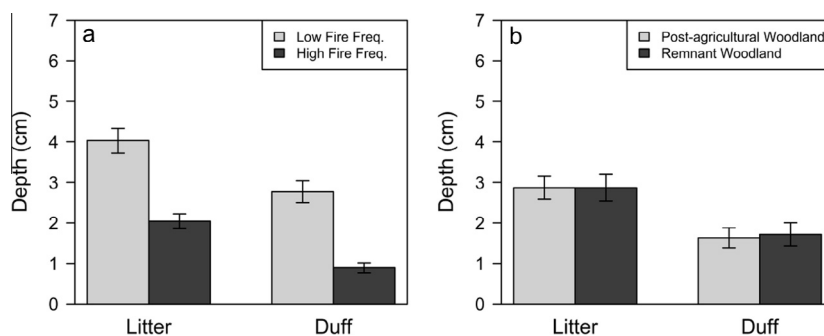 a
Low Fire Freq.
High Fire Freq.
Depth (cm)
7
6
5
4
3
2
1
0
Litter
Duff
b
Post-agricultural Woodland
Remnant Woodland
Depth (cm)
7
6
5
4
3
2
1
0
Litter
Duff